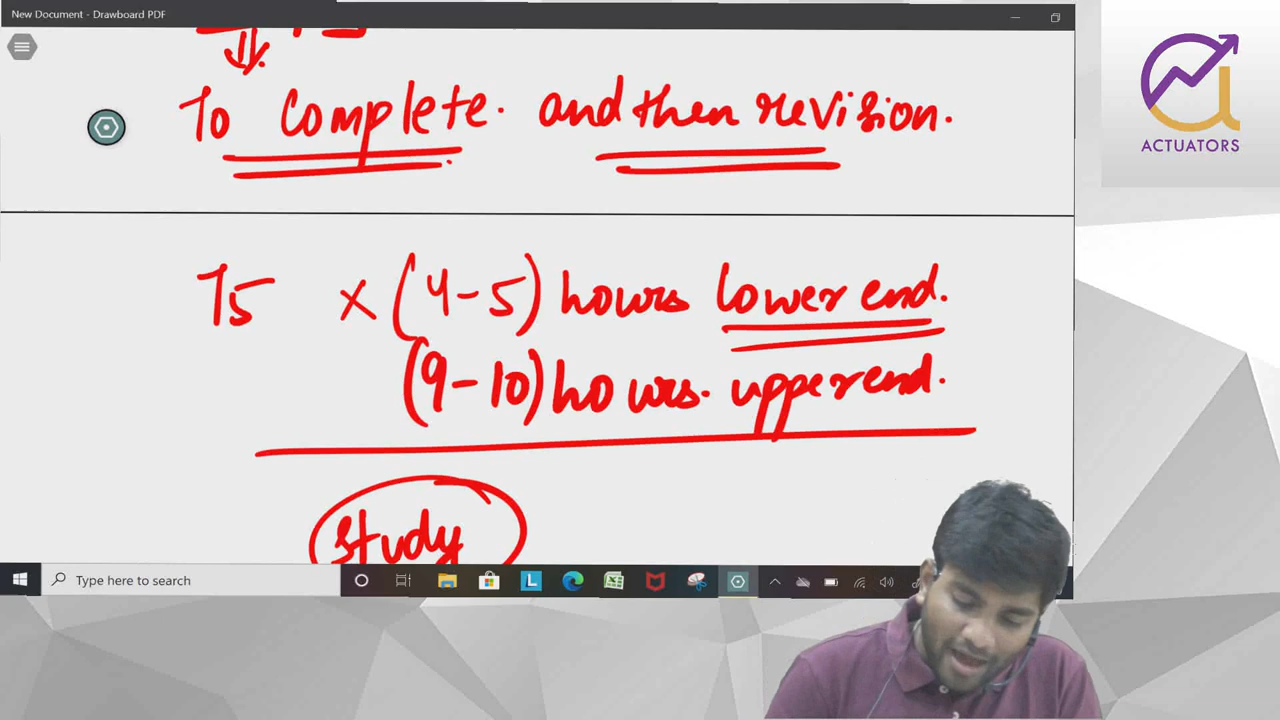 New Document - Drawboard PDF
To complete. and then revision.
75 × (4-5) hours lower end.
(9-10) hours. upper end.
study
Type here to search
ACTUATORS